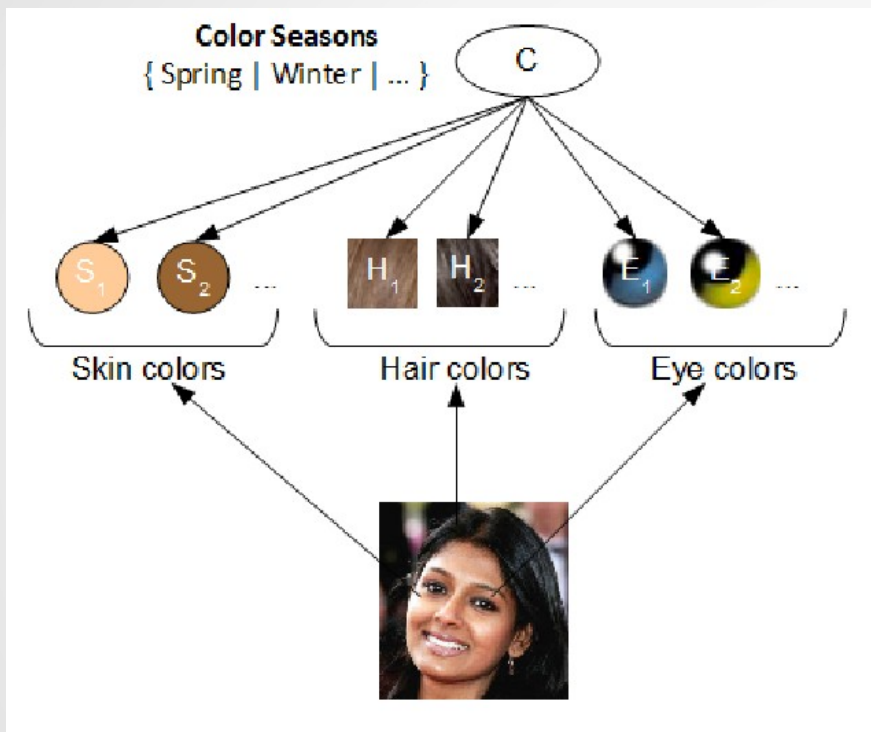 Color Seasons
{ Spring | Winter | ... }
C
S1 S2 ... H1 H2 ... E1 E2 ...
Skin colors Hair colors Eye colors